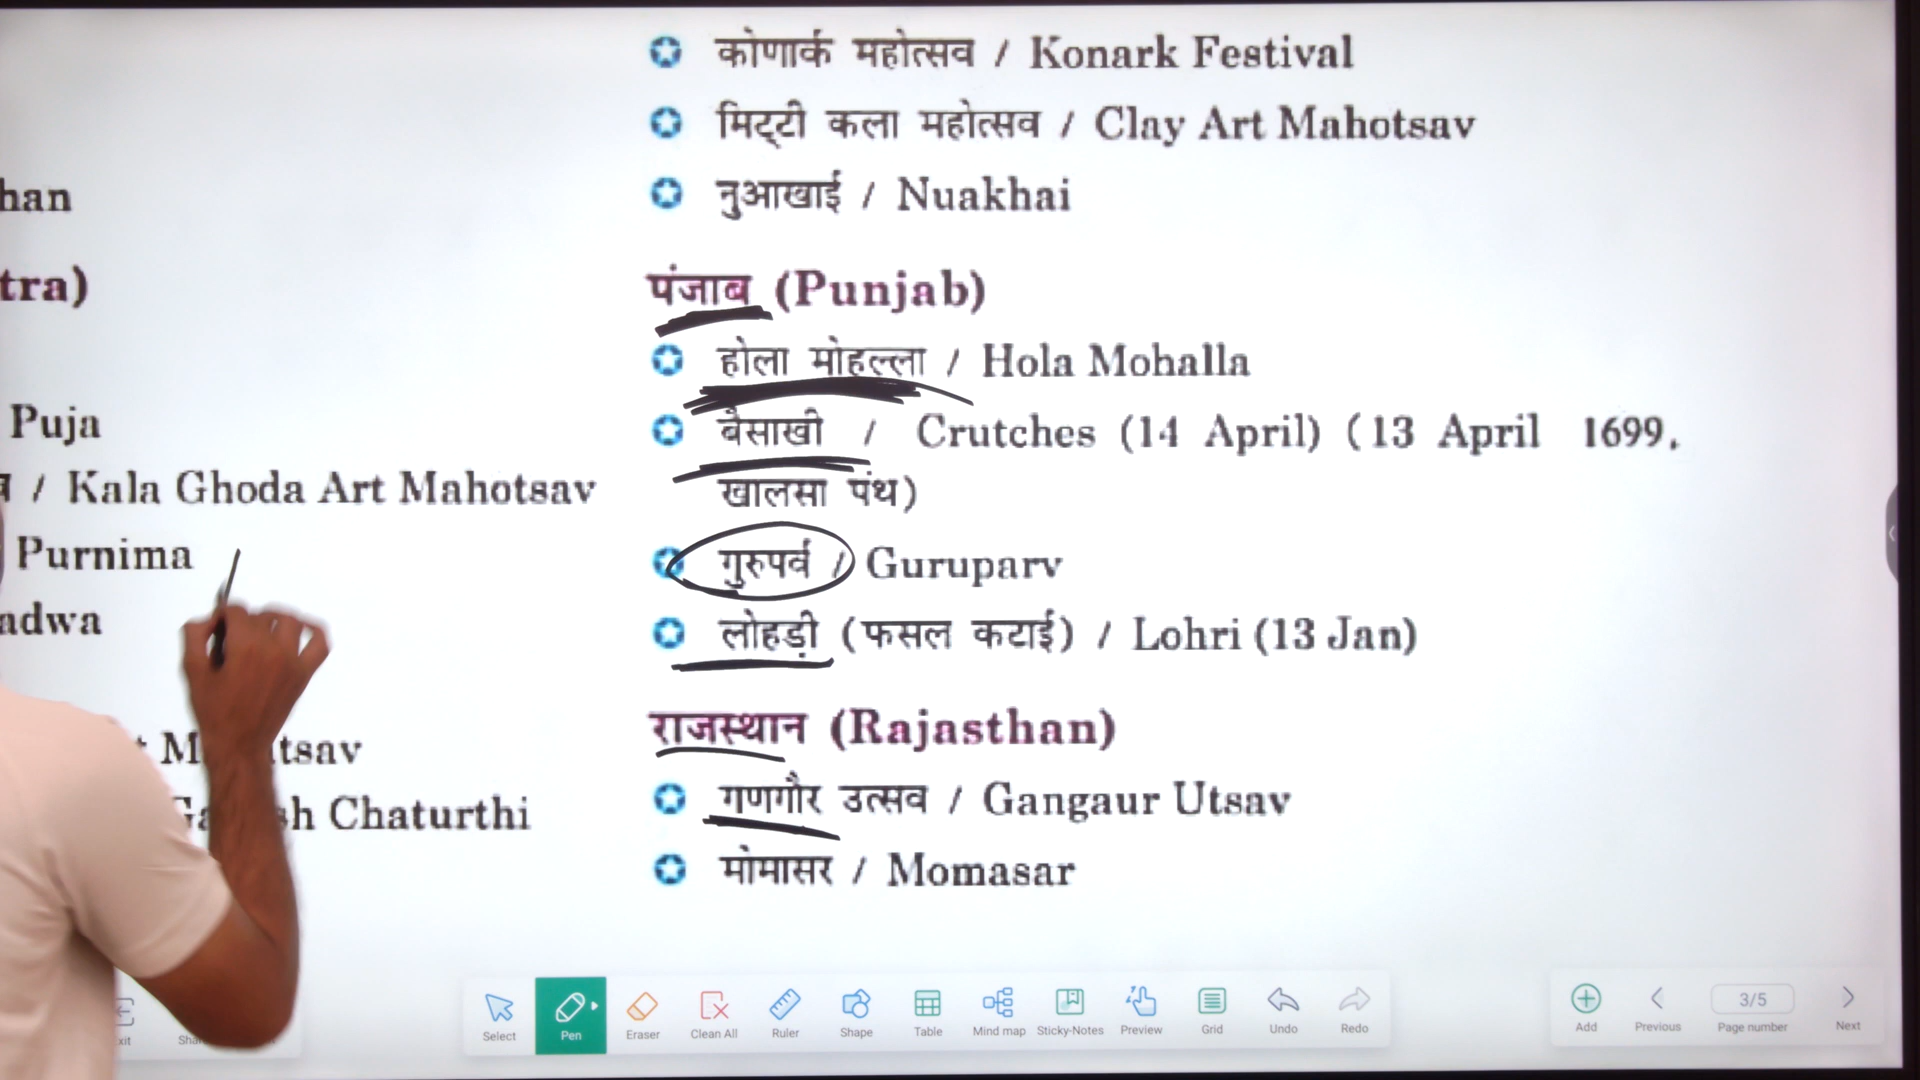 han
tra)
Puja
/ Kala Ghoda Art Mahotsav
Purnima
adwa
tsav
sh Chaturthi
कोणार्क महोत्सव / Konark Festival
मिट्टी कला महोत्सव / Clay Art Mahotsav
नुआखाई / Nuakhai
पंजाब (Punjab)
होला मोहल्ला / Hola Mohalla
बैसाखी / Crutches (14 April) (13 April 1699,
खालसा पंथ)
गुरुपर्व / Guruparv
लोहड़ी (फसल कटाई) / Lohri (13 Jan)
राजस्थान (Rajasthan)
गणगौर उत्सव / Gangaur Utsav
मोमासर / Momasar
Select Pen Eraser Clean All Ruler Shape Table Mind map Sticky-Notes Preview Grid Undo Redo
Add Previous 3/5 Page number Next